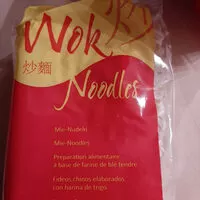 Wok
炒麵
Noodles
Mie-Nudeln
Mie-Noodles
Préparation alimentaire
à base de farine de blé tendre
Fideos chinos elaborados
con harina de trigo